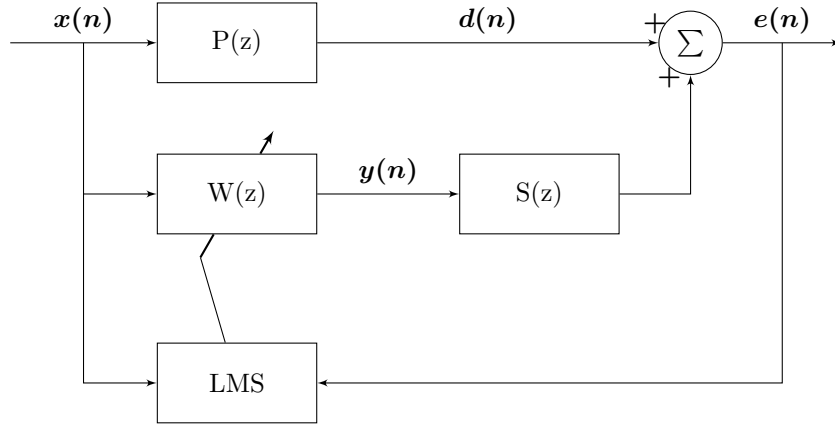 x(n)
P(z)
d(n)
+
∑
e(n)
+
W(z)
y(n)
S(z)
LMS